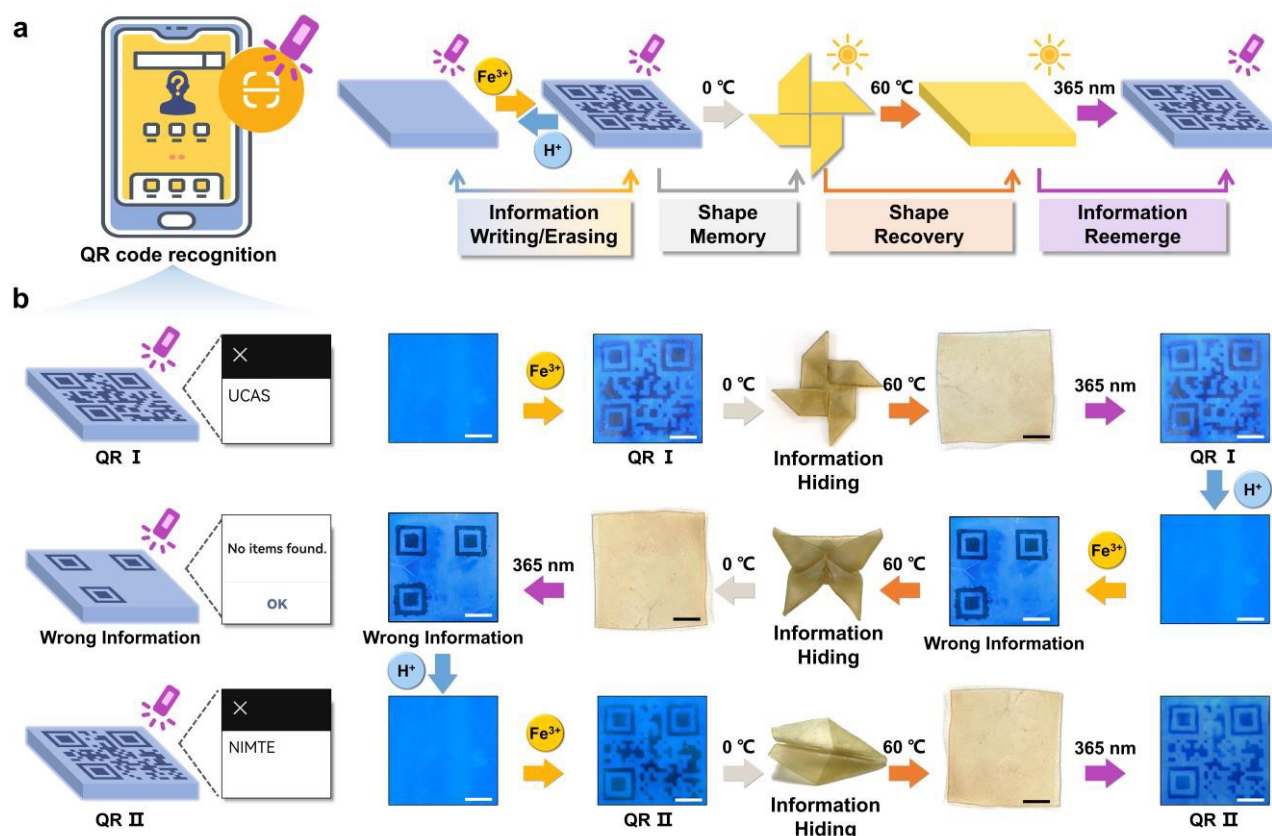 a
QR code recognition
Fe³⁺
H⁺
0 ℃
60 ℃
365 nm
Information
Writing/Erasing
Shape
Memory
Shape
Recovery
Information
Reemerge
b
UCAS
QR Ⅰ
Fe³⁺
QR Ⅰ
0 ℃
Information
Hiding
60 ℃
365 nm
QR Ⅰ
H⁺
No items found.
OK
Wrong Information
365 nm
Wrong Information
0 ℃
Information
Hiding
60 ℃
Wrong Information
Fe³⁺
H⁺
NIMTE
QR Ⅱ
Fe³⁺
QR Ⅱ
0 ℃
Information
Hiding
60 ℃
365 nm
QR Ⅱ